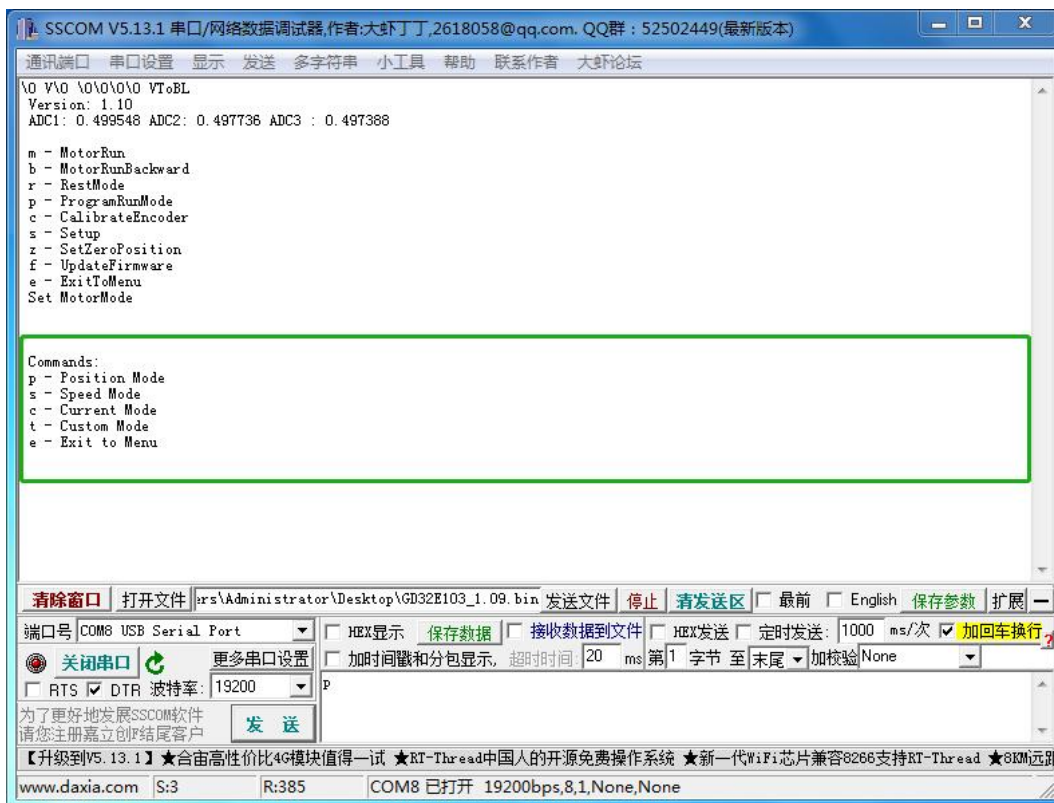 SSCOM V5.13.1 串口/网络数据调试器,作者:大虾丁丁,2618058@qq.com. QQ群：52502449(最新版本)
通讯端口 串口设置 显示 发送 多字符串 小工具 帮助 联系作者 大虾论坛
\0 V\0 \0\0\0\0 VToBL
Version: 1.10
ADC1: 0.499548 ADC2: 0.497736 ADC3 : 0.497388
m - MotorRun
b - MotorRunBackward
r - RestMode
p - ProgramRunMode
c - CalibrateEncoder
s - Setup
z - SetZeroPosition
f - UpdateFirmware
e - ExitToMenu
Set MotorMode
Commands:
p - Position Mode
s - Speed Mode
c - Current Mode
t - Custom Mode
e - Exit to Menu
清除窗口 打开文件 ers\Administrator\Desktop\GD32E103_1.09.bin 发送文件 停止 清发送区 最前 English 保存参数 扩展 —
端口号 COM8 USB Serial Port HEX显示 保存数据 接收数据到文件 HEX发送 定时发送: 1000 ms/次 加回车换行
关闭串口 更多串口设置 加时间戳和分包显示, 超时时间: 20 ms 第1 字节 至 末尾 加校验 None
RTS DTR 波特率: 19200 p
为了更好地发展SSCOM软件
请您注册嘉立创F结尾客户
发 送
【升级到V5.13.1】★合宙高性价比4G模块值得一试 ★RT-Thread中国人的开源免费操作系统 ★新一代WiFi芯片兼容8266支持RT-Thread ★8KM远距
www.daxia.com S:3 R:385 COM8 已打开 19200bps,8,1,None,None